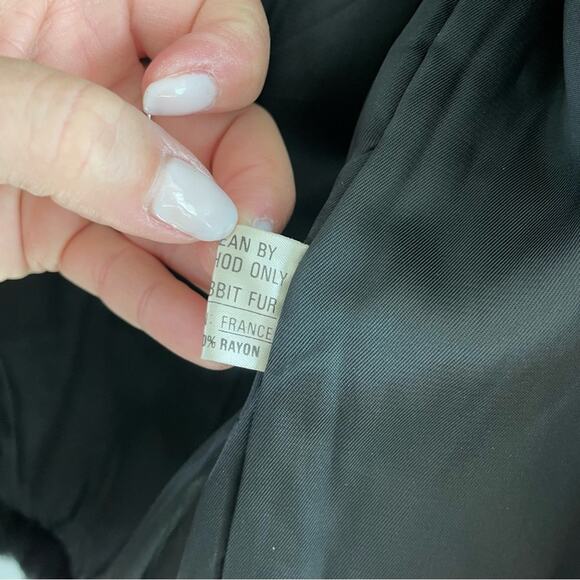 EAN BY
HOD ONLY
BBIT FUR
: FRANCE
0% RAYON